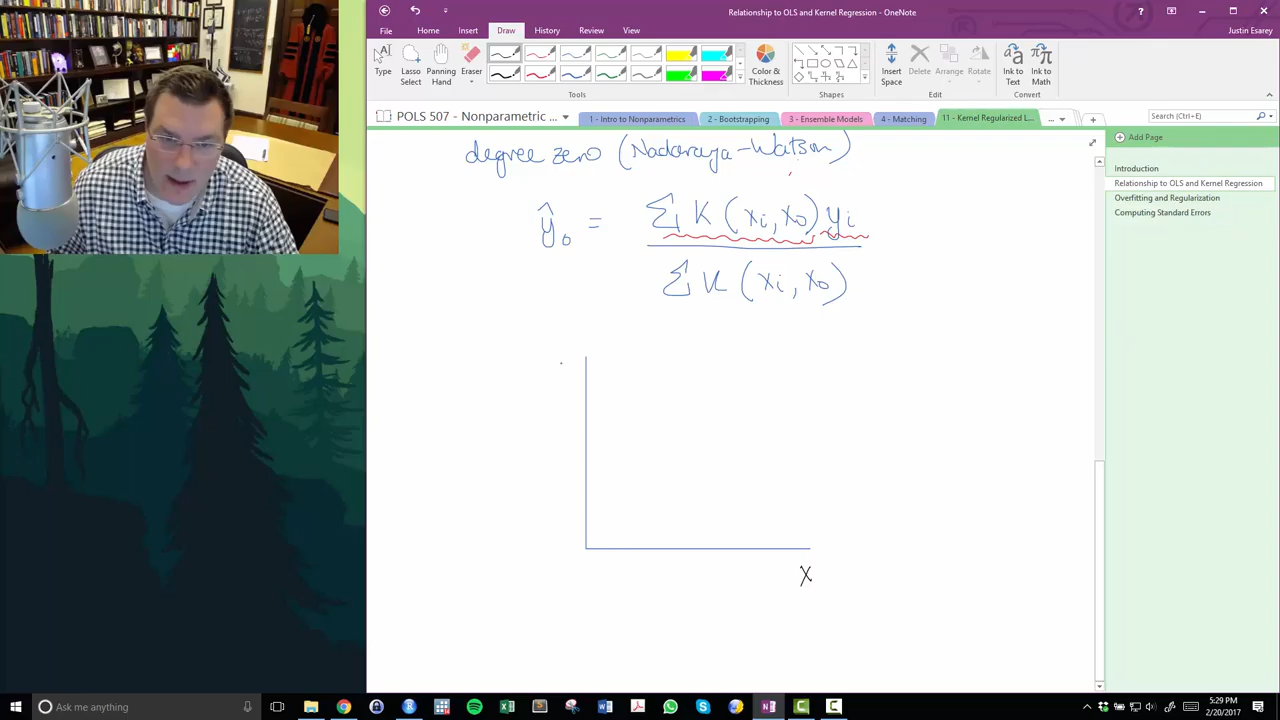 Relationship to OLS and Kernel Regression - OneNote
Justin Esarey
File Home Insert Draw History Review View
Type
Lasso Select
Panning Hand
Eraser
Color & Thickness
Insert Space
Delete
Arrange
Rotate
Ink to Text
Ink to Math
Tools
Shapes
Edit
Convert
POLS 507 - Nonparametric ...
1 - Intro to Nonparametrics
2 - Bootstrapping
3 - Ensemble Models
4 - Matching
11 - Kernel Regularized L...
Search (Ctrl+E)
Add Page
Introduction
Relationship to OLS and Kernel Regression
Overfitting and Regularization
Computing Standard Errors
degree zero (Nadaraya-Watson)
ŷ₀ = Σ K (xi, x₀) yi
Σ K (xi, x₀)
X
Ask me anything
5:29 PM
2/20/2017